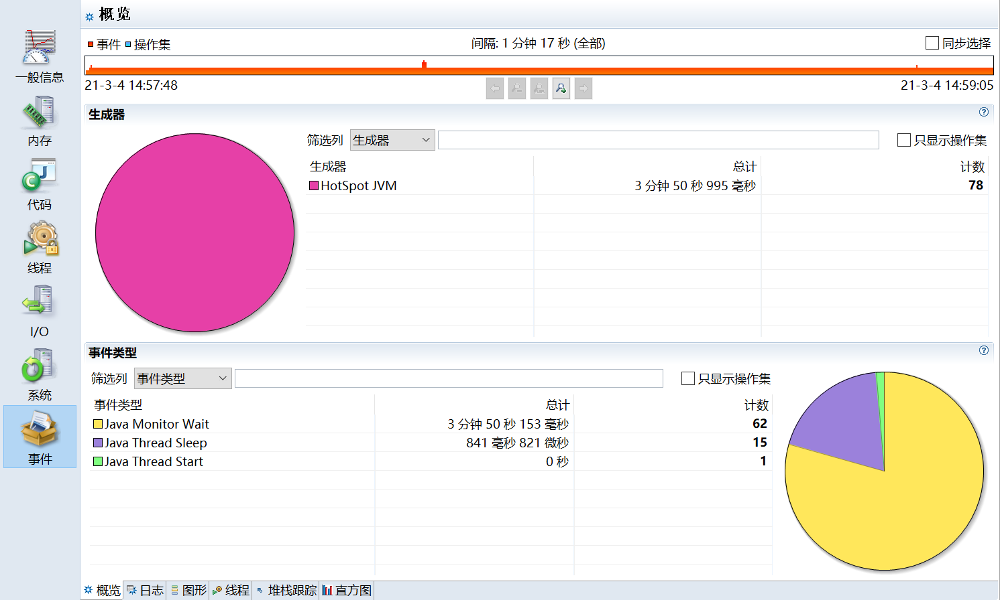 概览
事件 操作集
间隔: 1 分钟 17 秒 (全部)
同步选择
21-3-4 14:57:48
21-3-4 14:59:05
一般信息
内存
代码
线程
I/O
系统
事件
生成器
筛选列 生成器
只显示操作集
生成器 总计 计数
HotSpot JVM 3 分钟 50 秒 995 毫秒 78
事件类型
筛选列 事件类型
只显示操作集
事件类型 总计 计数
Java Monitor Wait 3 分钟 50 秒 153 毫秒 62
Java Thread Sleep 841 毫秒 821 微秒 15
Java Thread Start 0 秒 1
概览 日志 图形 线程 堆栈跟踪 直方图